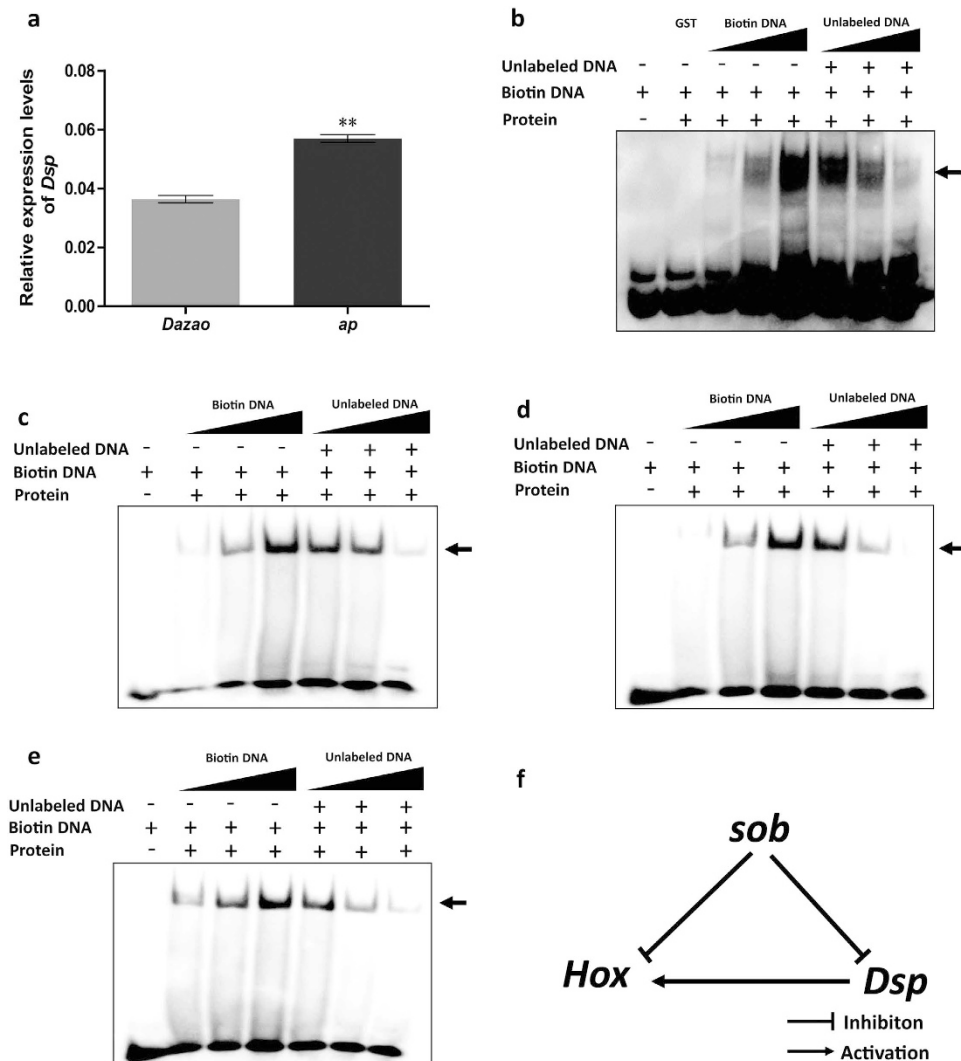 a
Relative expression levels
of Dsp
0.08
0.06
0.04
0.02
0.00
**
Dazao
ap
b
GST Biotin DNA Unlabeled DNA
Unlabeled DNA - - - + + +
Biotin DNA + + + + + + + +
Protein - + + + + + + +
c
Biotin DNA Unlabeled DNA
Unlabeled DNA - - - - + + +
Biotin DNA + + + + + + +
Protein - + + + + + +
d
Biotin DNA Unlabeled DNA
Unlabeled DNA - - - - + + +
Biotin DNA + + + + + + +
Protein - + + + + + +
e
Biotin DNA Unlabeled DNA
Unlabeled DNA - - - - + + +
Biotin DNA + + + + + + +
Protein - + + + + + +
f
sob
Hox
Dsp
Inhibiton
Activation